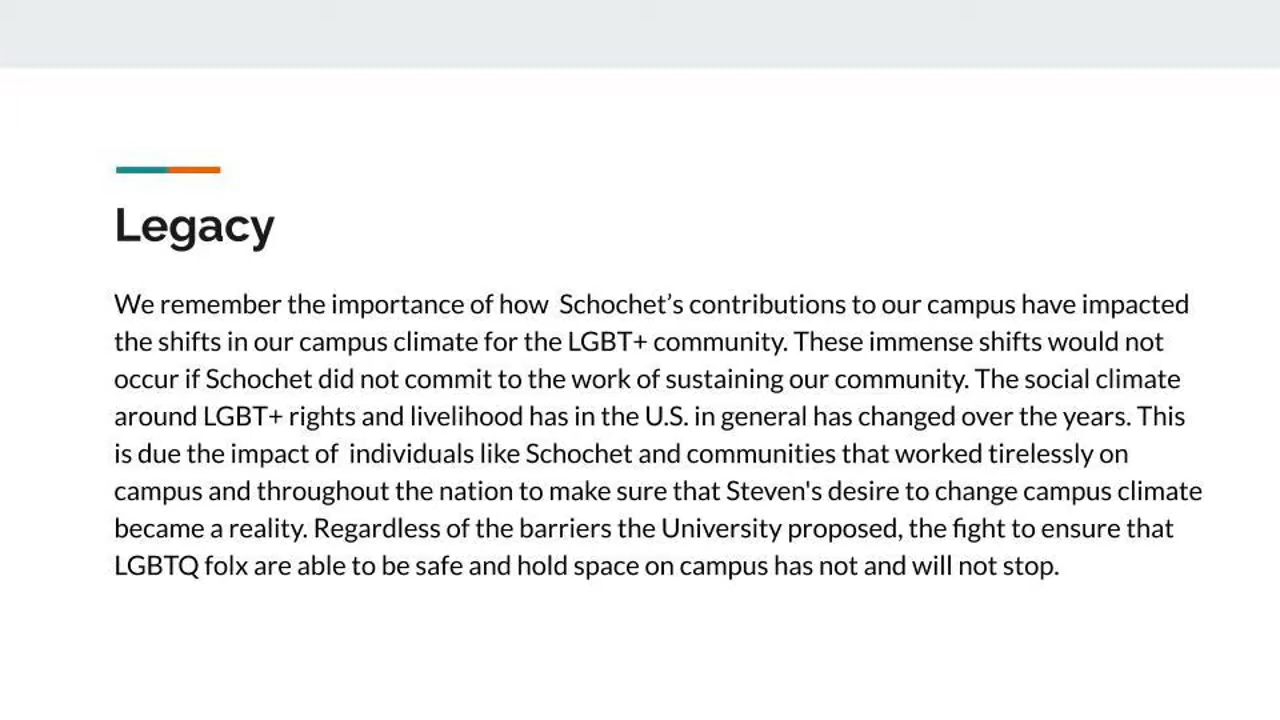 Legacy
We remember the importance of how  Schochet’s contributions to our campus have impacted
the shifts in our campus climate for the LGBT+ community. These immense shifts would not
occur if Schochet did not commit to the work of sustaining our community. The social climate
around LGBT+ rights and livelihood has in the U.S. in general has changed over the years. This
is due the impact of  individuals like Schochet and communities that worked tirelessly on
campus and throughout the nation to make sure that Steven's desire to change campus climate
became a reality. Regardless of the barriers the University proposed, the fight to ensure that
LGBTQ folx are able to be safe and hold space on campus has not and will not stop.